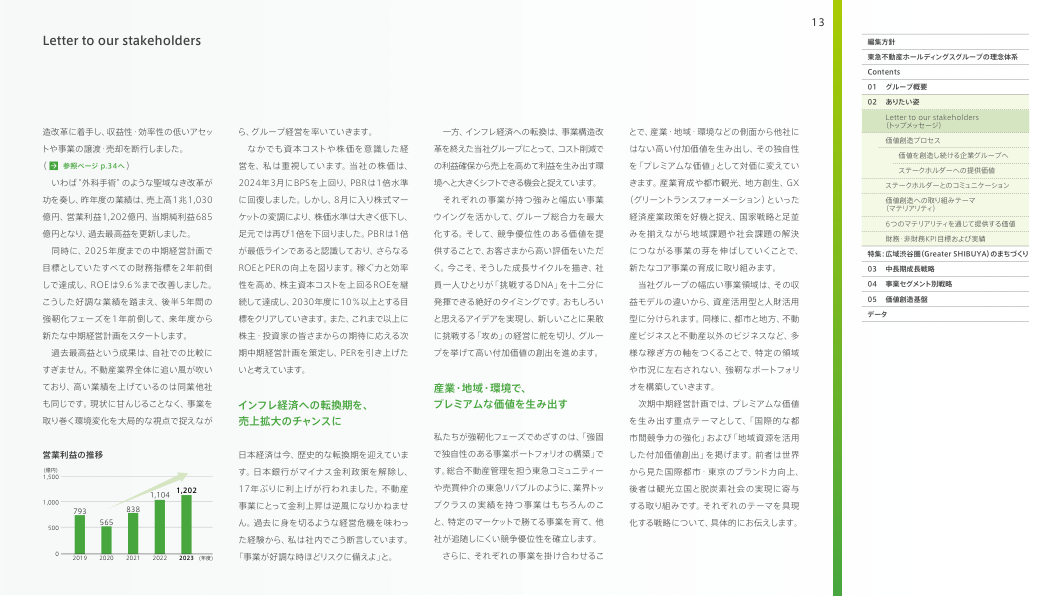 13
Letter to our stakeholders
造改革に着手し、収益性・効率性の低いアセッ
トや事業の譲渡・売却を断行しました。
（ 参照ページ p.34へ ）
　いわば“外科手術”のような聖域なき改革が
功を奏し、昨年度の業績は、売上高1兆1,030
億円、営業利益1,202億円、当期純利益685
億円となり、過去最高益を更新しました。
　同時に、2025年度までの中期経営計画で
目標としていたすべての財務指標を2年前倒
しで達成し、ROEは9.6％まで改善しました。
こうした好調な業績を踏まえ、後半5年間の
強靭化フェーズを1年前倒して、来年度から
新たな中期経営計画をスタートします。
　過去最高益という成果は、自社での比較に
すぎません。不動産業界全体に追い風が吹い
ており、高い業績を上げているのは同業他社
も同じです。現状に甘んじることなく、事業を
取り巻く環境変化を大局的な視点で捉えなが
営業利益の推移
(億円)
1,500
1,000
500
0
793
565
838
1,104
1,202
2019 2020 2021 2022 2023 (年度)
ら、グループ経営を率いていきます。
　なかでも資本コストや株価を意識した経
営を、私は重視しています。当社の株価は、
2024年3月にBPSを上回り、PBRは1倍水準
に回復しました。しかし、8月に入り株式マー
ケットの変調により、株価水準は大きく低下し、
足元では再び1倍を下回りました。PBRは1倍
が最低ラインであると認識しており、さらなる
ROEとPERの向上を図ります。稼ぐ力と効率
性を高め、株主資本コストを上回るROEを継
続して達成し、2030年度に10％以上とする目
標をクリアしていきます。また、これまで以上に
株主・投資家の皆さまからの期待に応える次
期中期経営計画を策定し、PERを引き上げた
いと考えています。
インフレ経済への転換期を、
売上拡大のチャンスに
日本経済は今、歴史的な転換期を迎えていま
す。日本銀行がマイナス金利政策を解除し、
17年ぶりに利上げが行われました。不動産
事業にとって金利上昇は逆風になりかねませ
ん。過去に身を切るような経営危機を味わっ
た経験から、私は社内でこう断言しています。
「事業が好調な時ほどリスクに備えよ」と。
　一方、インフレ経済への転換は、事業構造改
革を終えた当社グループにとって、コスト削減で
の利益確保から売上を高めて利益を生み出す環
境へと大きくシフトできる機会と捉えています。
　それぞれの事業が持つ強みと幅広い事業
ウイングを活かして、グループ総合力を最大
化する。そして、競争優位性のある価値を提
供することで、お客さまから高い評価をいただ
く。今こそ、そうした成長サイクルを描き、社
員一人ひとりが「挑戦するDNA」を十二分に
発揮できる絶好のタイミングです。おもしろい
と思えるアイデアを実現し、新しいことに果敢
に挑戦する「攻め」の経営に舵を切り、グルー
プを挙げて高い付加価値の創出を進めます。
産業・地域・環境で、
プレミアムな価値を生み出す
私たちが強靭化フェーズでめざすのは、「強固
で独自性のある事業ポートフォリオの構築」で
す。総合不動産管理を担う東急コミュニティー
や売買仲介の東急リバブルのように、業界トッ
プクラスの実績を持つ事業はもちろんのこ
と、特定のマーケットで勝てる事業を育て、他
社が追随しにくい競争優位性を確立します。
　さらに、それぞれの事業を掛け合わせるこ
とで、産業・地域・環境などの側面から他社に
はない高い付加価値を生み出し、その独自性
を「プレミアムな価値」として対価に変えてい
きます。産業育成や都市観光、地方創生、GX
（グリーントランスフォーメーション）といった
経済産業政策を好機と捉え、国家戦略と足並
みを揃えながら地域課題や社会課題の解決
につながる事業の芽を伸ばしていくことで、
新たなコア事業の育成に取り組みます。
　当社グループの幅広い事業領域は、その収
益モデルの違いから、資産活用型と人財活用
型に分けられます。同様に、都市と地方、不動
産ビジネスと不動産以外のビジネスなど、多
様な稼ぎ方の軸をつくることで、特定の領域
や市況に左右されない、強靭なポートフォリ
オを構築していきます。
　次期中期経営計画では、プレミアムな価値
を生み出す重点テーマとして、「国際的な都
市間競争力の強化」および「地域資源を活用
した付加価値創出」を掲げます。前者は世界
から見た国際都市・東京のブランド力向上、
後者は観光立国と脱炭素社会の実現に寄与
する取り組みです。それぞれのテーマを具現
化する戦略について、具体的にお伝えします。
編集方針
東急不動産ホールディングスグループの理念体系
Contents
01 グループ概要
02 ありたい姿
Letter to our stakeholders
（トップメッセージ）
価値創造プロセス
価値を創造し続ける企業グループへ
ステークホルダーへの提供価値
ステークホルダーとのコミュニケーション
価値創造への取り組みテーマ
（マテリアリティ）
6つのマテリアリティを通じて提供する価値
財務・非財務KPI目標および実績
特集：広域渋谷圏（Greater SHIBUYA）のまちづくり
03 中長期成長戦略
04 事業セグメント別戦略
05 価値創造基盤
データ